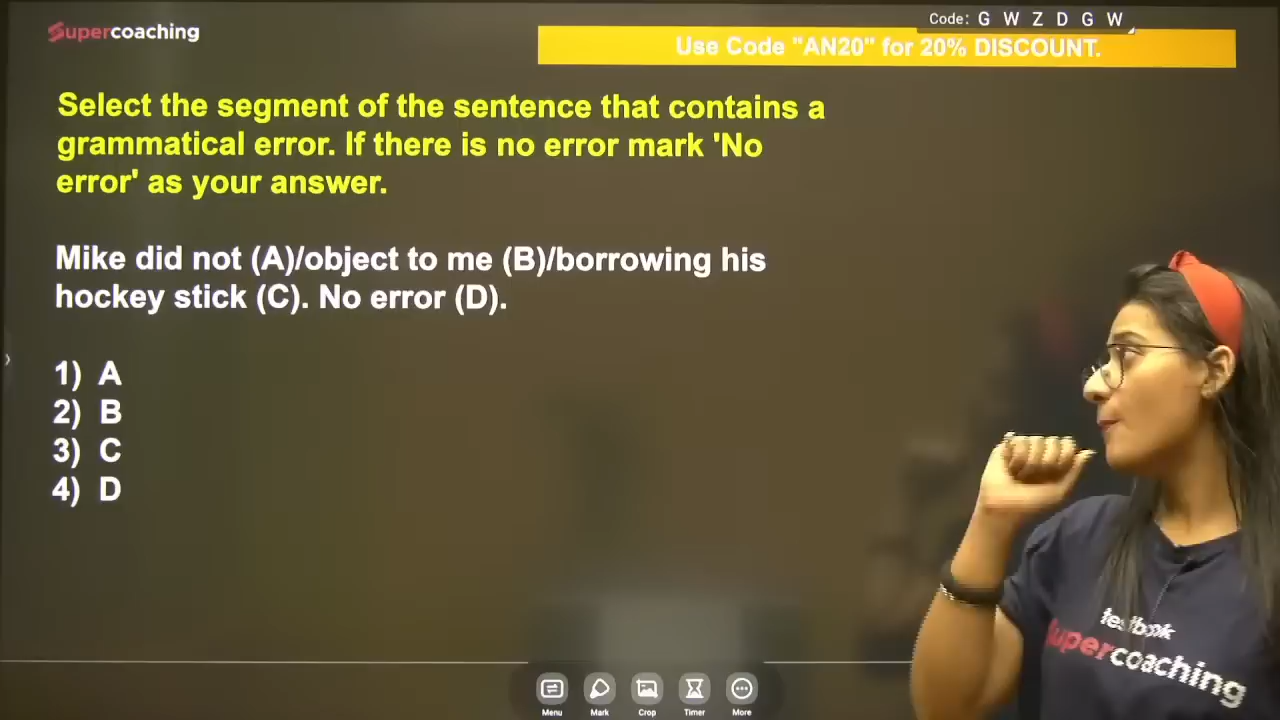 Supercoaching
Code: G W Z D G W
Use Code "AN20" for 20% DISCOUNT.
Select the segment of the sentence that contains a
grammatical error. If there is no error mark 'No
error' as your answer.
Mike did not (A)/object to me (B)/borrowing his
hockey stick (C). No error (D).
1) A
2) B
3) C
4) D
testbook
Supercoaching
Menu
Mark
Crop
Timer
More